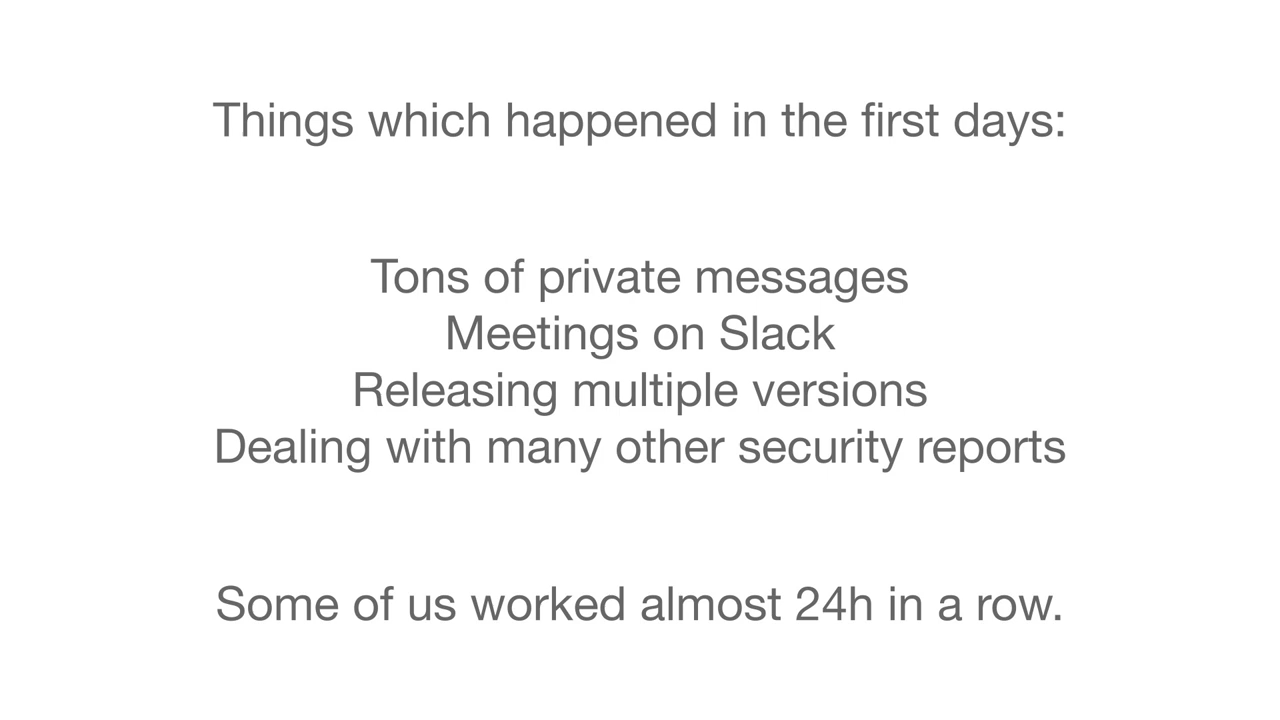 Things which happened in the first days:
Tons of private messages
Meetings on Slack
Releasing multiple versions
Dealing with many other security reports
Some of us worked almost 24h in a row.